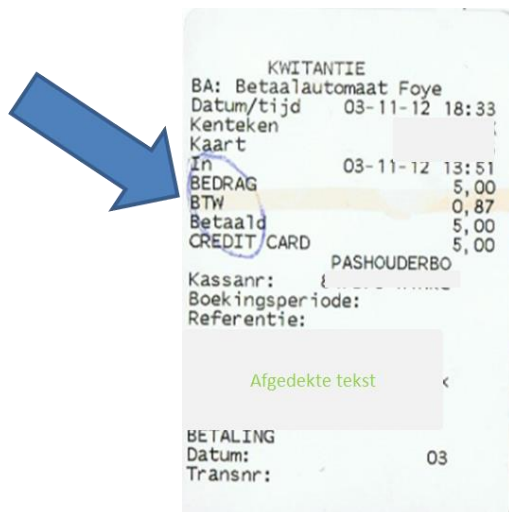 KWITANTIE
BA: Betaalautomaat Foye
Datum/tijd 03-11-12 18:33
Kenteken
Kaart
In 03-11-12 13:51
BEDRAG 5,00
BTW 0,87
Betaald 5,00
CREDIT CARD 5,00
PASHOUDERBO
Kassanr:
Boekingsperiode:
Referentie:
Afgedekte tekst
BETALING
Datum: 03
Transnr: